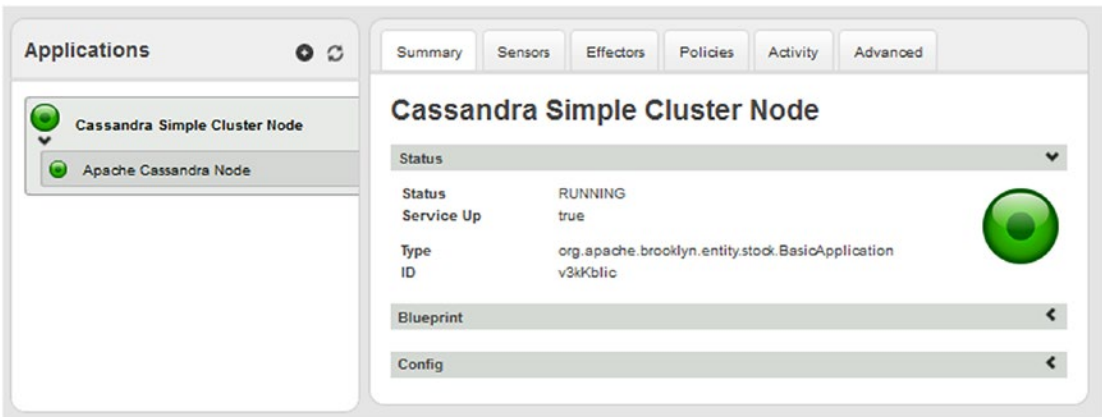 Applications
Cassandra Simple Cluster Node
Apache Cassandra Node
Summary Sensors Effectors Policies Activity Advanced
Cassandra Simple Cluster Node
Status
Status RUNNING
Service Up true
Type org.apache.brooklyn.entity.stock.BasicApplication
ID v3kKblic
Blueprint
Config